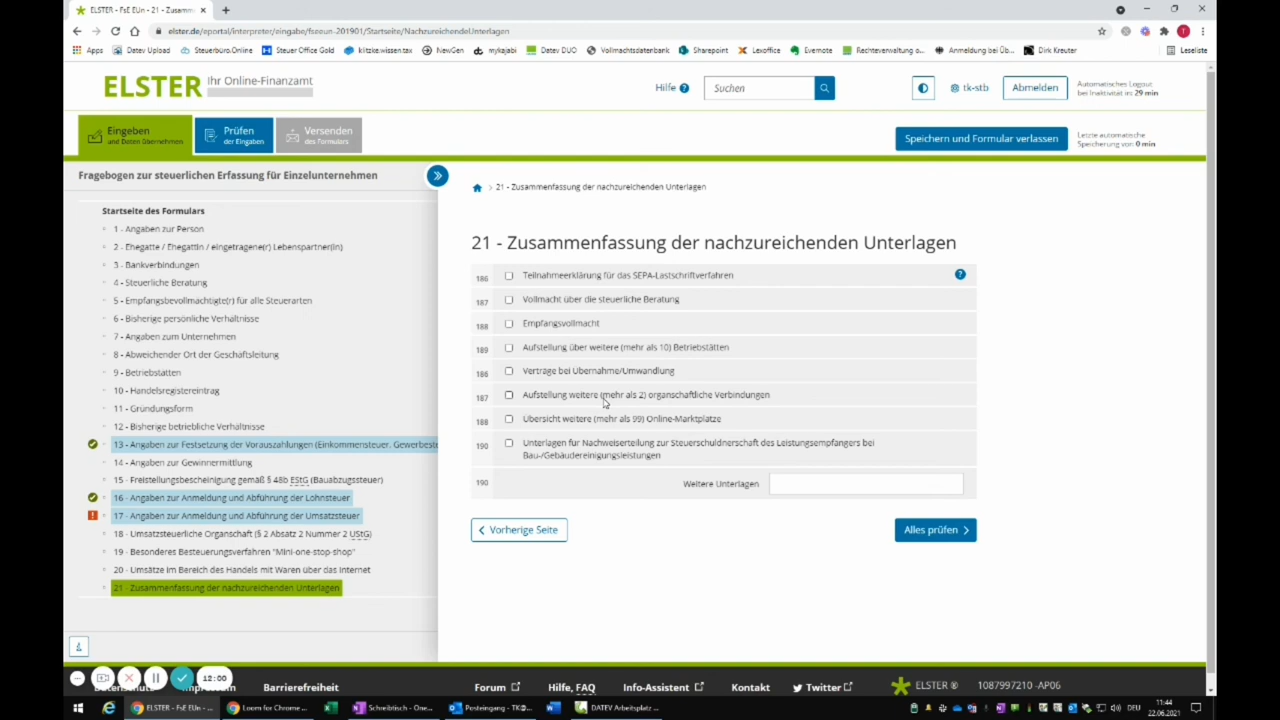 ELSTER - FsE EUn - 21 - Zusamm
elster.de/eportal/interpreter/eingabe/fseeun-201901/Startseite/NachzureichendeUnterlagen
Apps
Datev Upload
Steuerbüro.Online
Steuer Office Gold
klitzke.wissen.tax
NewGen
mykajabi
Datev DUO
Vollmachtsdatenbank
Sharepoint
Lexoffice
Evernote
Rechteverwaltung o...
Anmeldung bei Üb...
Dirk Kreuter
Leseliste
ELSTER Ihr Online-Finanzamt
Hilfe
Suchen
tk-stb
Abmelden
Automatisches Logout
bei Inaktivität in: 29 min
Eingeben
und Daten übernehmen
Prüfen
der Eingaben
Versenden
des Formulars
Speichern und Formular verlassen
Letzte automatische
Speicherung vor: 0 min
Fragebogen zur steuerlichen Erfassung für Einzelunternehmen
Startseite des Formulars
1 - Angaben zur Person
2 - Ehegatte / Ehegattin / eingetragene(r) Lebenspartner(in)
3 - Bankverbindungen
4 - Steuerliche Beratung
5 - Empfangsbevollmächtigte(r) für alle Steuerarten
6 - Bisherige persönliche Verhältnisse
7 - Angaben zum Unternehmen
8 - Abweichender Ort der Geschäftsleitung
9 - Betriebstätten
10 - Handelsregistereintrag
11 - Gründungsform
12 - Bisherige betriebliche Verhältnisse
13 - Angaben zur Festsetzung der Vorauszahlungen (Einkommensteuer, Gewerbeste
14 - Angaben zur Gewinnermittlung
15 - Freistellungsbescheinigung gemäß § 48b EStG (Bauabzugssteuer)
16 - Angaben zur Anmeldung und Abführung der Lohnsteuer
17 - Angaben zur Anmeldung und Abführung der Umsatzsteuer
18 - Umsatzsteuerliche Organschaft (§ 2 Absatz 2 Nummer 2 UStG)
19 - Besonderes Besteuerungsverfahren "Mini-one-stop-shop"
20 - Umsätze im Bereich des Handels mit Waren über das Internet
21 - Zusammenfassung der nachzureichenden Unterlagen
21 - Zusammenfassung der nachzureichenden Unterlagen
21 - Zusammenfassung der nachzureichenden Unterlagen
186 Teilnahmeerklärung für das SEPA-Lastschriftverfahren
187 Vollmacht über die steuerliche Beratung
188 Empfangsvollmacht
189 Aufstellung über weitere (mehr als 10) Betriebstätten
186 Verträge bei Übernahme/Umwandlung
187 Aufstellung weitere (mehr als 2) organschaftliche Verbindungen
188 Übersicht weitere (mehr als 99) Online-Marktplätze
190 Unterlagen für Nachweiserteilung zur Steuerschuldnerschaft des Leistungsempfängers bei
Bau-/Gebäudereinigungsleistungen
190 Weitere Unterlagen
Vorherige Seite
Alles prüfen
12:00
Barrierefreiheit
Forum
Hilfe, FAQ
Info-Assistent
Kontakt
Twitter
ELSTER ®
1087997210 -AP06
ELSTER - FsE EUn -...
Loom for Chrome...
Schreibtisch - One...
Posteingang - TK@...
DATEV Arbeitsplatz ...
DEU
11:44
22.06.2021